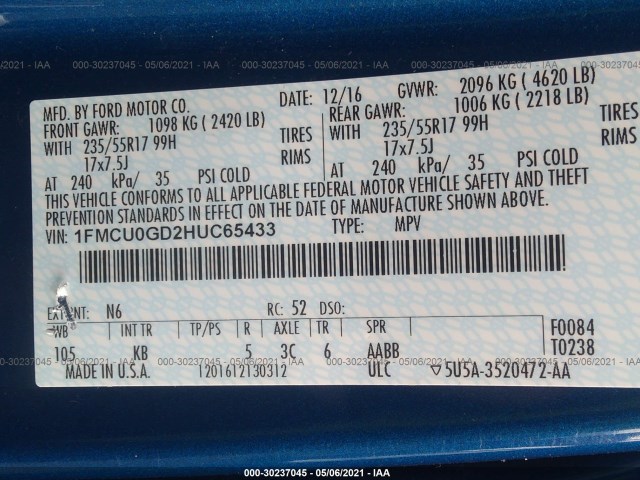 000-30237045 - 05/06/2021 - IAA 000-30237045 - 05/06/2021 - IAA 000-30237045 - 05/06/2021 - IAA
MFD. BY FORD MOTOR CO. DATE: 12/16 GVWR: 2096 KG ( 4620 LB)
FRONT GAWR: 1098 KG ( 2420 LB) REAR GAWR: 1006 KG ( 2218 LB)
WITH 235/55R17 99H TIRES WITH 235/55R17 99H TIRES
17x7.5J RIMS 17x7.5J RIMS
AT 240 kPa/ 35 PSI COLD AT 240 kPa/ 35 PSI COLD
THIS VEHICLE CONFORMS TO ALL APPLICABLE FEDERAL MOTOR VEHICLE SAFETY AND THEFT
PREVENTION STANDARDS IN EFFECT ON THE DATE OF MANUFACTURE SHOWN ABOVE.
VIN: 1FMCU0GD2HUC65433 TYPE: MPV
EXT PNT: N6 RC: 52 DSO:
WB INT TR TP/PS R AXLE TR SPR F0084
105 KB 5 3C 6 AABB T0238
000-30237045 - 05/06/2021 - IAA 000-30237045 - 05/06/2021 - IAA 000-30237045 - 05/06/2021 - IAA
MADE IN U.S.A. 1201612130312 ULC ▽5U5A-3520472-AA
000-30237045 - 05/06/2021 - IAA